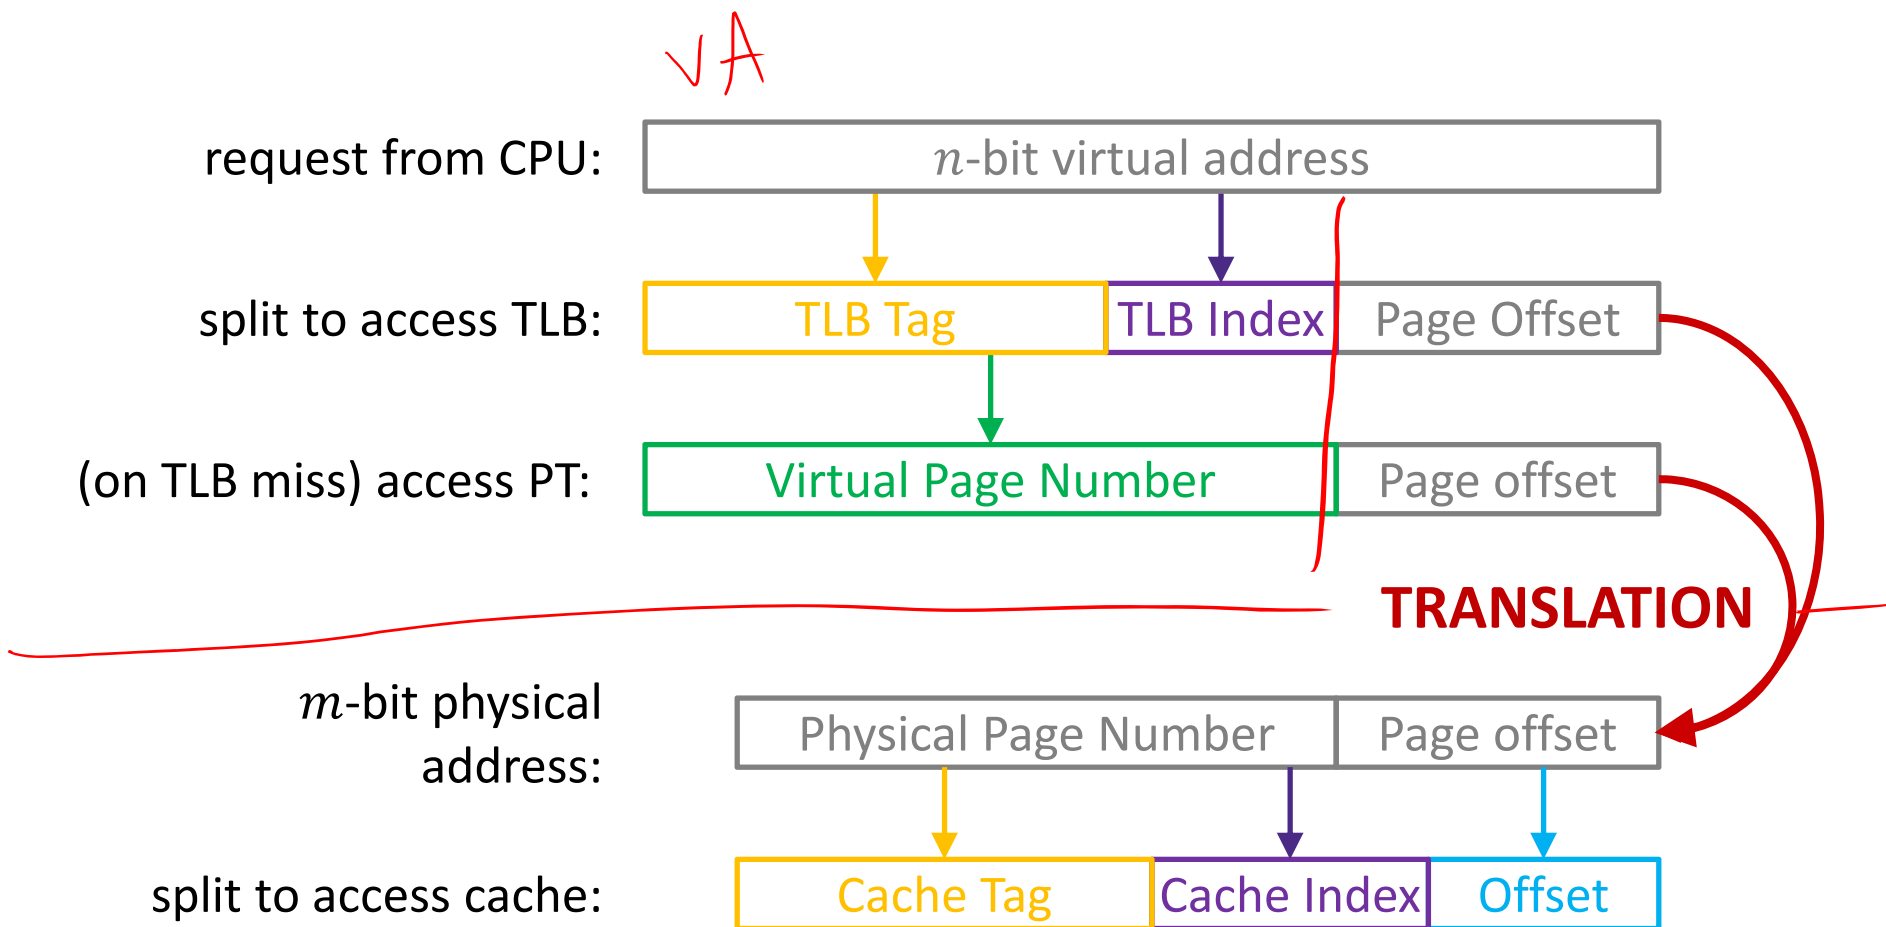 VA
request from CPU: n-bit virtual address
split to access TLB: TLB Tag TLB Index Page Offset
(on TLB miss) access PT: Virtual Page Number Page offset
TRANSLATION
m-bit physical
address: Physical Page Number Page offset
split to access cache: Cache Tag Cache Index Offset